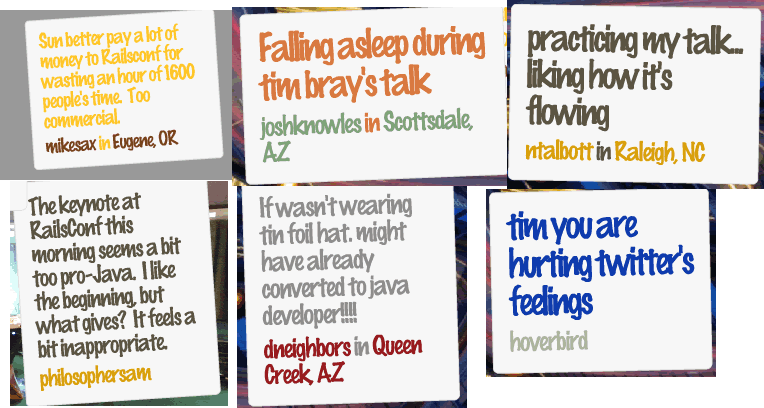 Sun better pay a lot of
money to Railsconf for
wasting an hour of 1600
people's time. Too
commercial.
mikesax in Eugene, OR
Falling asleep during
tim bray's talk
joshknowles in Scottsdale,
AZ
practicing my talk...
liking how it's
flowing
ntalbott in Raleigh, NC
The keynote at
RailsConf this
morning seems a bit
too pro-Java. I like
the beginning, but
what gives? It feels a
bit inappropriate.
philosophersam
If wasn't wearing
tin foil hat. might
have already
converted to java
developer!!!!
dneighbors in Queen
Creek, AZ
tim you are
hurting twitter's
feelings
hoverbird